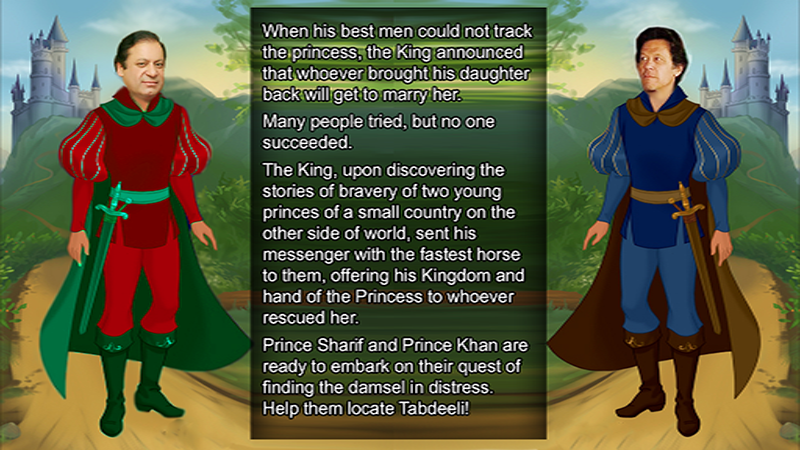 When his best men could not track
the princess, the King announced
that whoever brought his daughter
back will get to marry her.
Many people tried, but no one
succeeded.
The King, upon discovering the
stories of bravery of two young
princes of a small country on the
other side of world, sent his
messenger with the fastest horse
to them, offering his Kingdom and
hand of the Princess to whoever
rescued her.
Prince Sharif and Prince Khan are
ready to embark on their quest of
finding the damsel in distress.
Help them locate Tabdeeli!